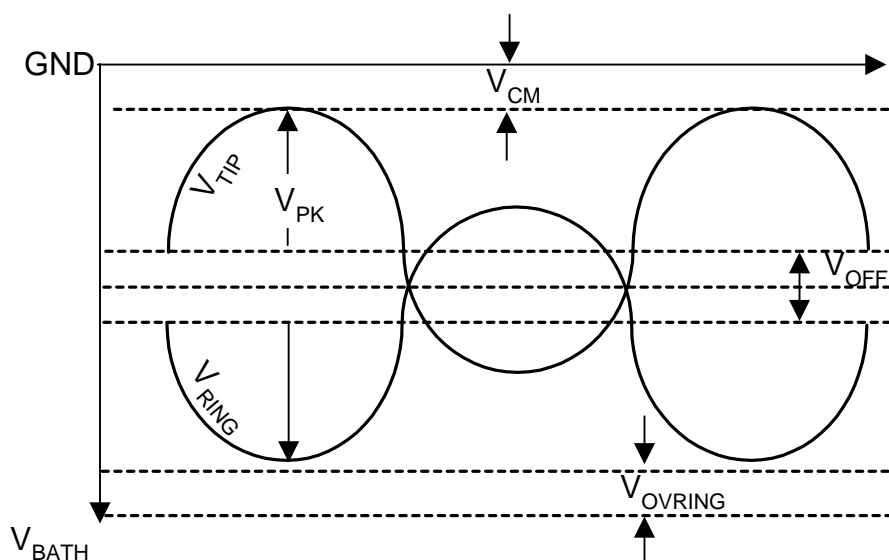 GND
V_CM
V_TIP
V_PK
V_OFF
V_RING
V_OVRING
V_BATH